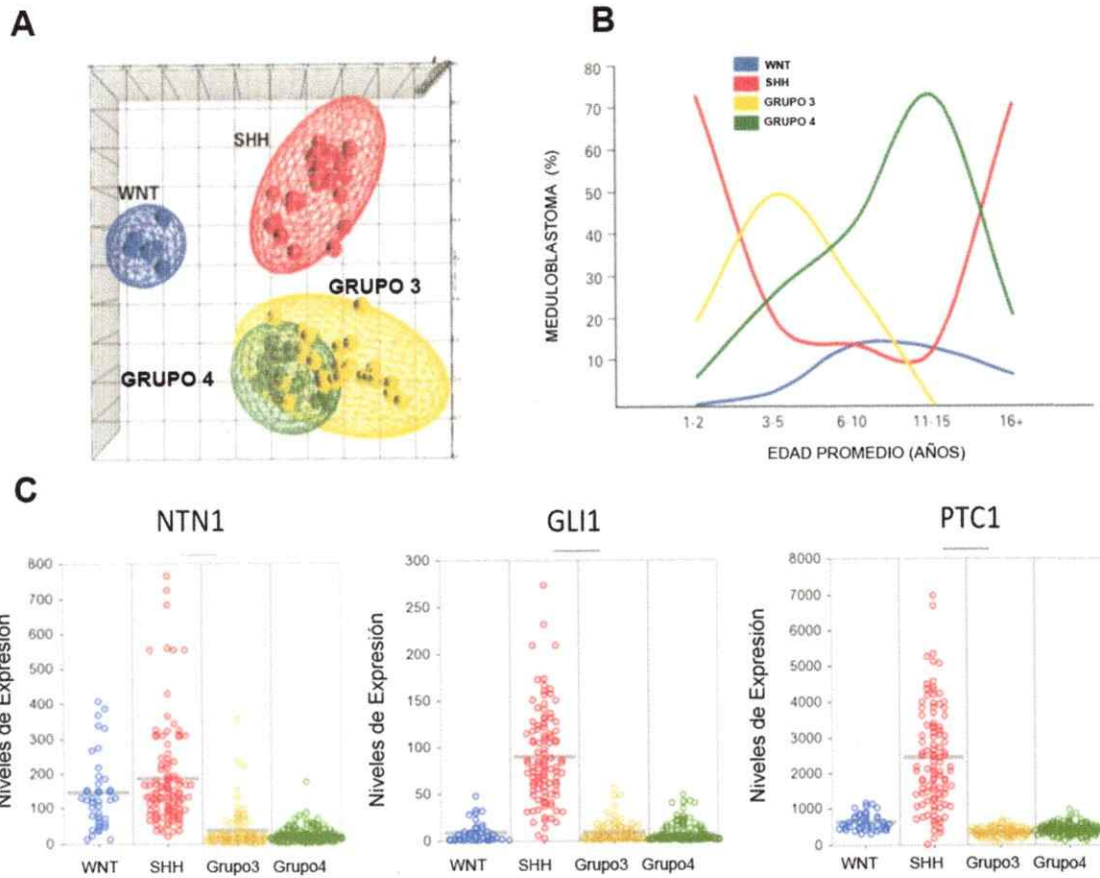 A
SHH
WNT
GRUPO 3
GRUPO 4
B
WNT
SHH
GRUPO 3
GRUPO 4
MEDULOBLASTOMA (%)
80
70
60
50
40
30
20
10
1-2
3-5
6-10
11-15
16+
EDAD PROMEDIO (AÑOS)
C
NTN1
Niveles de Expresión
800
700
600
500
400
300
200
100
0
WNT
SHH
Grupo3
Grupo4
GLI1
Niveles de Expresión
300
250
200
150
100
50
0
WNT
SHH
Grupo3
Grupo4
PTC1
Niveles de Expresión
8000
7000
6000
5000
4000
3000
2000
1000
0
WNT
SHH
Grupo3
Grupo4